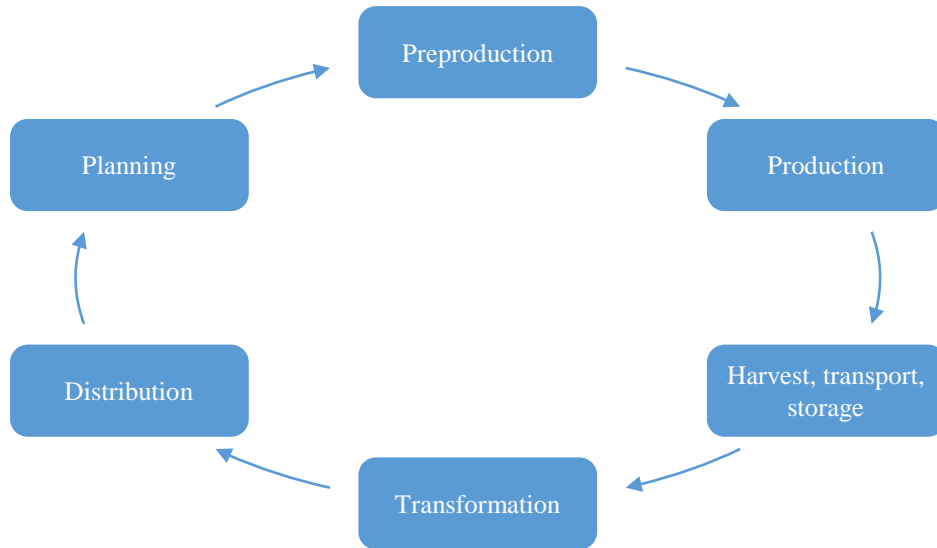 Preproduction
Production
Harvest, transport,
storage
Transformation
Distribution
Planning